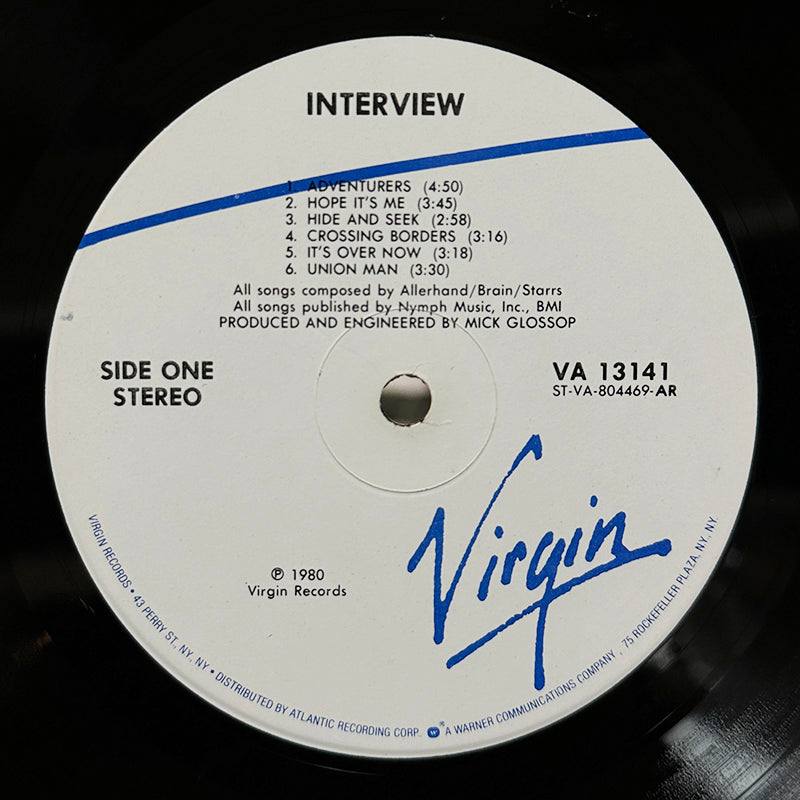 INTERVIEW
1. ADVENTURERS (4:50)
2. HOPE IT'S ME (3:45)
3. HIDE AND SEEK (2:58)
4. CROSSING BORDERS (3:16)
5. IT'S OVER NOW (3:18)
6. UNION MAN (3:30)
All songs composed by Allerhand/Brain/Starrs
All songs published by Nymph Music, Inc., BMI
PRODUCED AND ENGINEERED BY MICK GLOSSOP
SIDE ONE
STEREO
VA 13141
ST-VA-804469-AR
Virgin
℗ 1980
Virgin Records
VIRGIN RECORDS • 43 PERRY ST., NY., NY • DISTRIBUTED BY ATLANTIC RECORDING CORP. W ® A WARNER COMMUNICATIONS COMPANY, 75 ROCKEFELLER PLAZA, NY., NY.